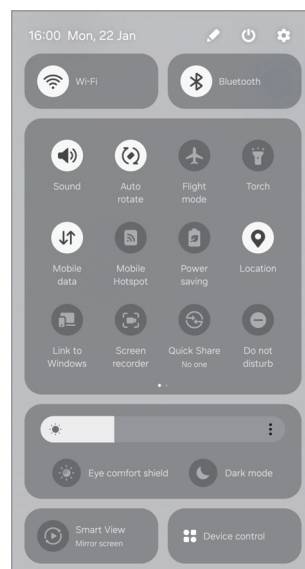 16:00 Mon, 22 Jan
Wi-Fi
Bluetooth
Sound
Auto
rotate
Flight
mode
Torch
Mobile
data
Mobile
Hotspot
Power
saving
Location
Link to
Windows
Screen
recorder
Quick Share
No one
Do not
disturb
Eye comfort shield
Dark mode
Smart View
Mirror screen
Device control